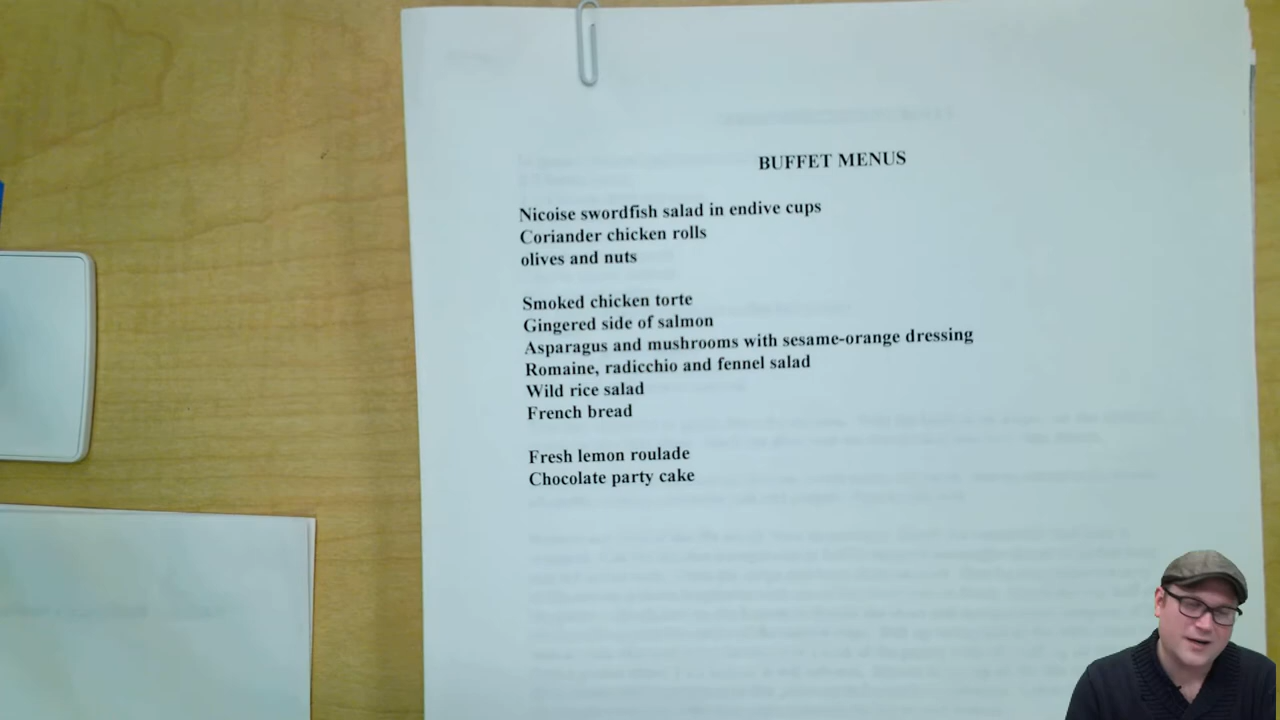 BUFFET MENUS
Nicoise swordfish salad in endive cups
Coriander chicken rolls
olives and nuts
Smoked chicken torte
Gingered side of salmon
Asparagus and mushrooms with sesame-orange dressing
Romaine, radicchio and fennel salad
Wild rice salad
French bread
Fresh lemon roulade
Chocolate party cake